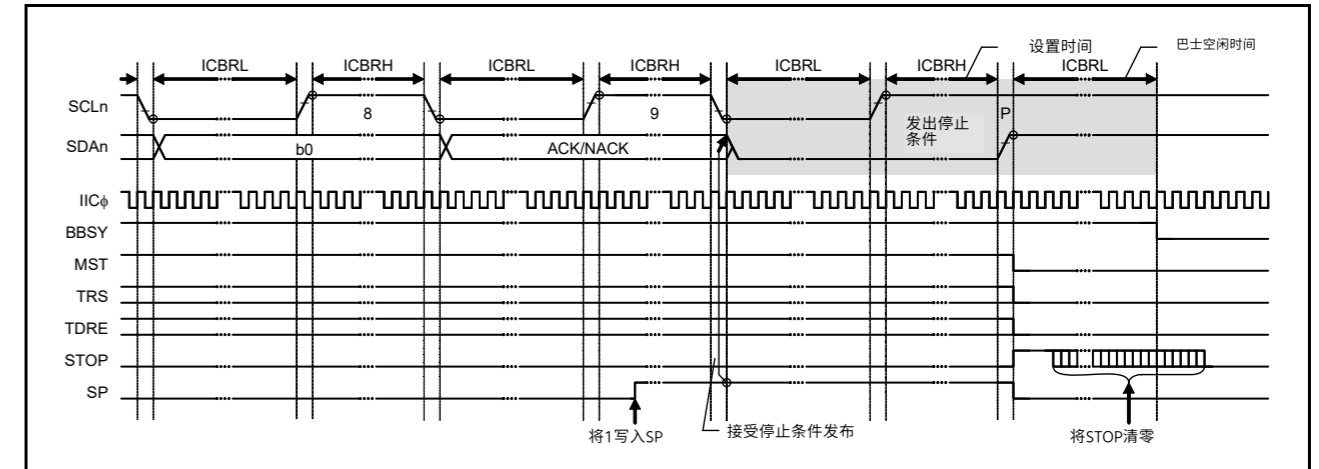 设置时间
巴士空闲时间
ICBRL ICBRH ICBRL ICBRH ICBRL ICBRH ICBRL
SCLn 8 9 P
发出停止
条件
SDAn b0 ACK/NACK
IICϕ
BBSY
MST
TRS
TDRE
STOP
SP
将1写入SP
接受停止条件发布
将STOP清零